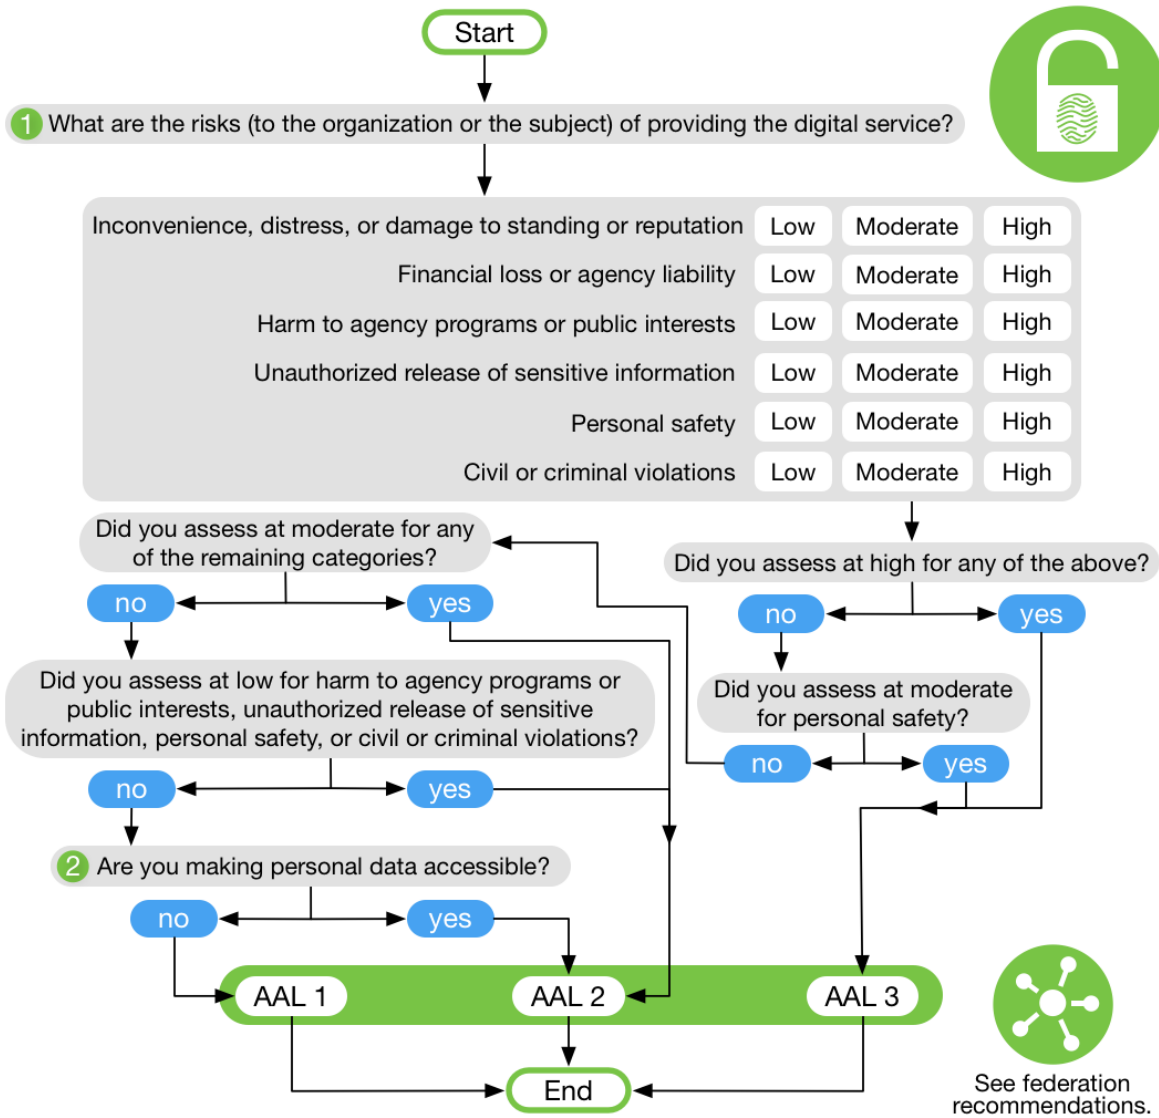 Start
1 What are the risks (to the organization or the subject) of providing the digital service?
Inconvenience, distress, or damage to standing or reputation Low Moderate High
Financial loss or agency liability Low Moderate High
Harm to agency programs or public interests Low Moderate High
Unauthorized release of sensitive information Low Moderate High
Personal safety Low Moderate High
Civil or criminal violations Low Moderate High
Did you assess at high for any of the above?
no yes
Did you assess at moderate
for personal safety?
no yes
Did you assess at moderate for any
of the remaining categories?
no yes
Did you assess at low for harm to agency programs or
public interests, unauthorized release of sensitive
information, personal safety, or civil or criminal violations?
no yes
2 Are you making personal data accessible?
no yes
AAL 1 AAL 2 AAL 3
End
See federation
recommendations.